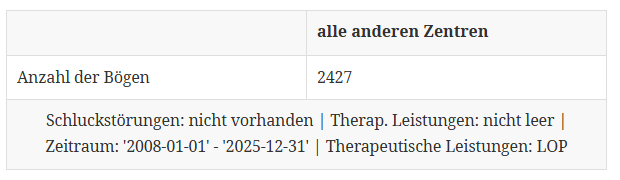 alle anderen Zentren
Anzahl der Bögen 2427
Schluckstörungen: nicht vorhanden | Therap. Leistungen: nicht leer |
Zeitraum: '2008-01-01' - '2025-12-31' | Therapeutische Leistungen: LOP